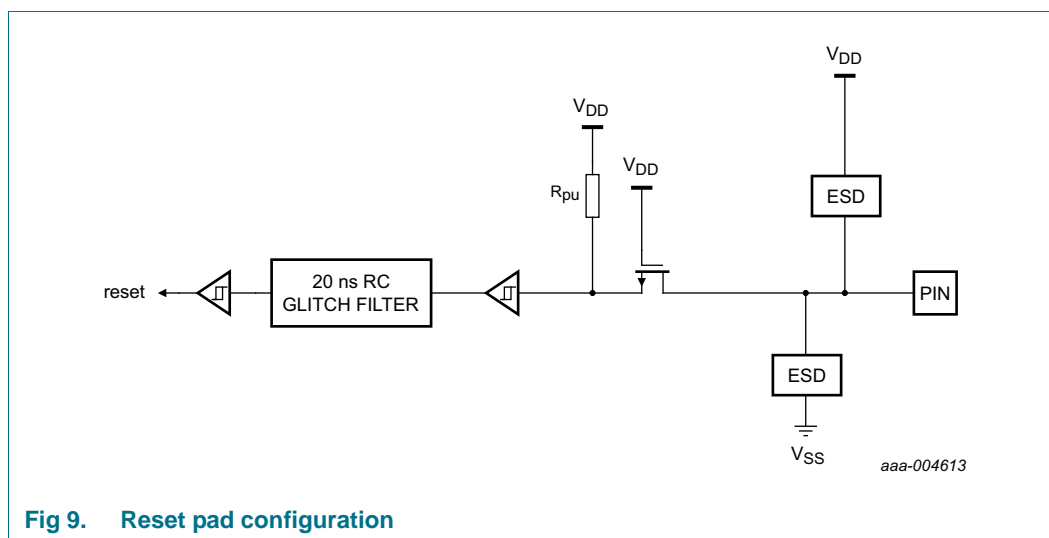 VDD
VDD
VDD
Rpu
ESD
reset
20 ns RC
GLITCH FILTER
PIN
ESD
VSS
aaa-004613
Fig 9. Reset pad configuration